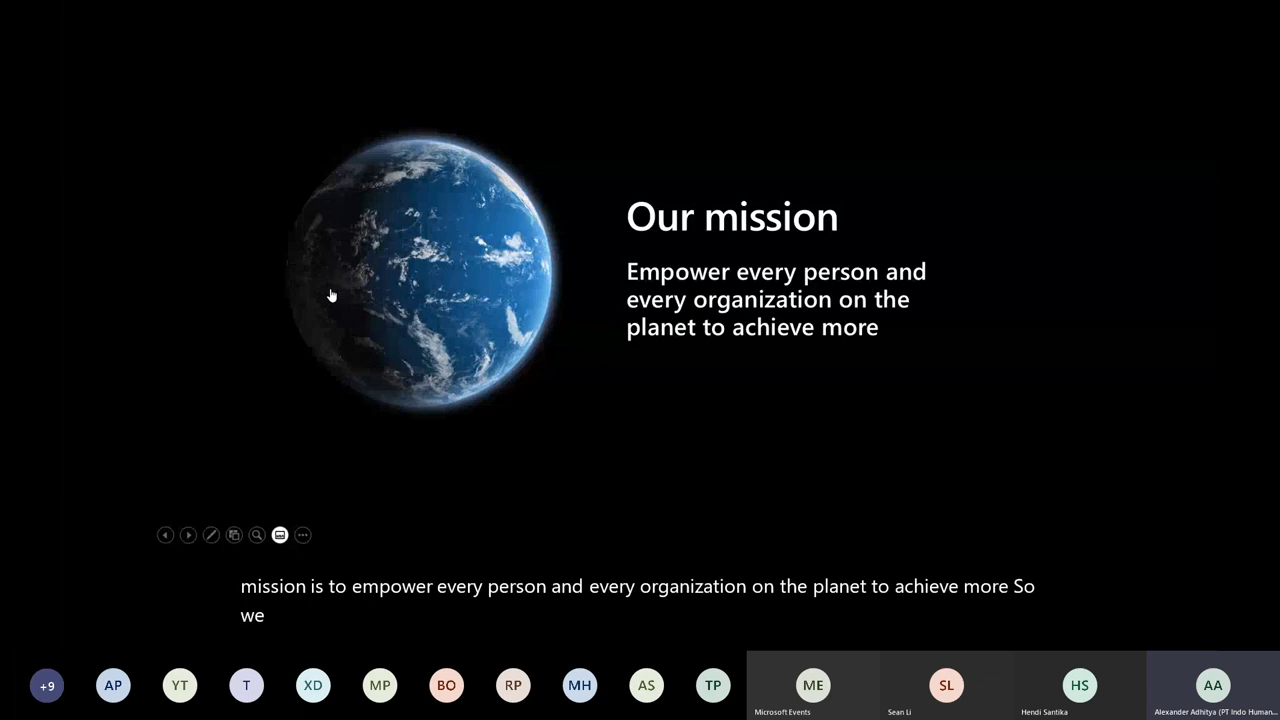 Our mission
Empower every person and
every organization on the
planet to achieve more
mission is to empower every person and every organization on the planet to achieve more So
we
+9
AP
YT
T
XD
MP
BO
RP
MH
AS
TP
ME
SL
HS
AA
Microsoft Events
Sean Li
Hendi Santika
Alexander Adhitya (PT Indo Human...